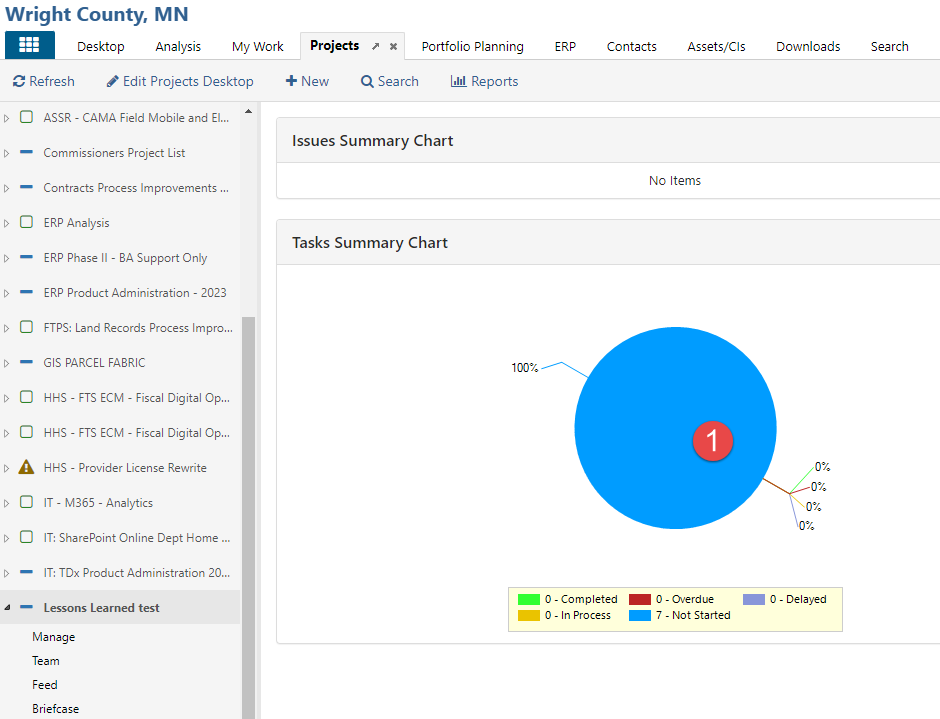 Wright County, MN
Desktop Analysis My Work Projects Portfolio Planning ERP Contacts Assets/CIs Downloads Search
Refresh Edit Projects Desktop New Search Reports
ASSR - CAMA Field Mobile and El...
Commissioners Project List
Contracts Process Improvements ...
ERP Analysis
ERP Phase II - BA Support Only
ERP Product Administration - 2023
FTPS: Land Records Process Impro...
GIS PARCEL FABRIC
HHS - FTS ECM - Fiscal Digital Op...
HHS - FTS ECM - Fiscal Digital Op...
HHS - Provider License Rewrite
IT - M365 - Analytics
IT: SharePoint Online Dept Home ...
IT: TDx Product Administration 20...
Lessons Learned test
Manage
Team
Feed
Briefcase
Issues Summary Chart
No Items
Tasks Summary Chart
100%
1
0%
0%
0%
0%
0 - Completed 0 - Overdue 0 - Delayed
0 - In Process 7 - Not Started